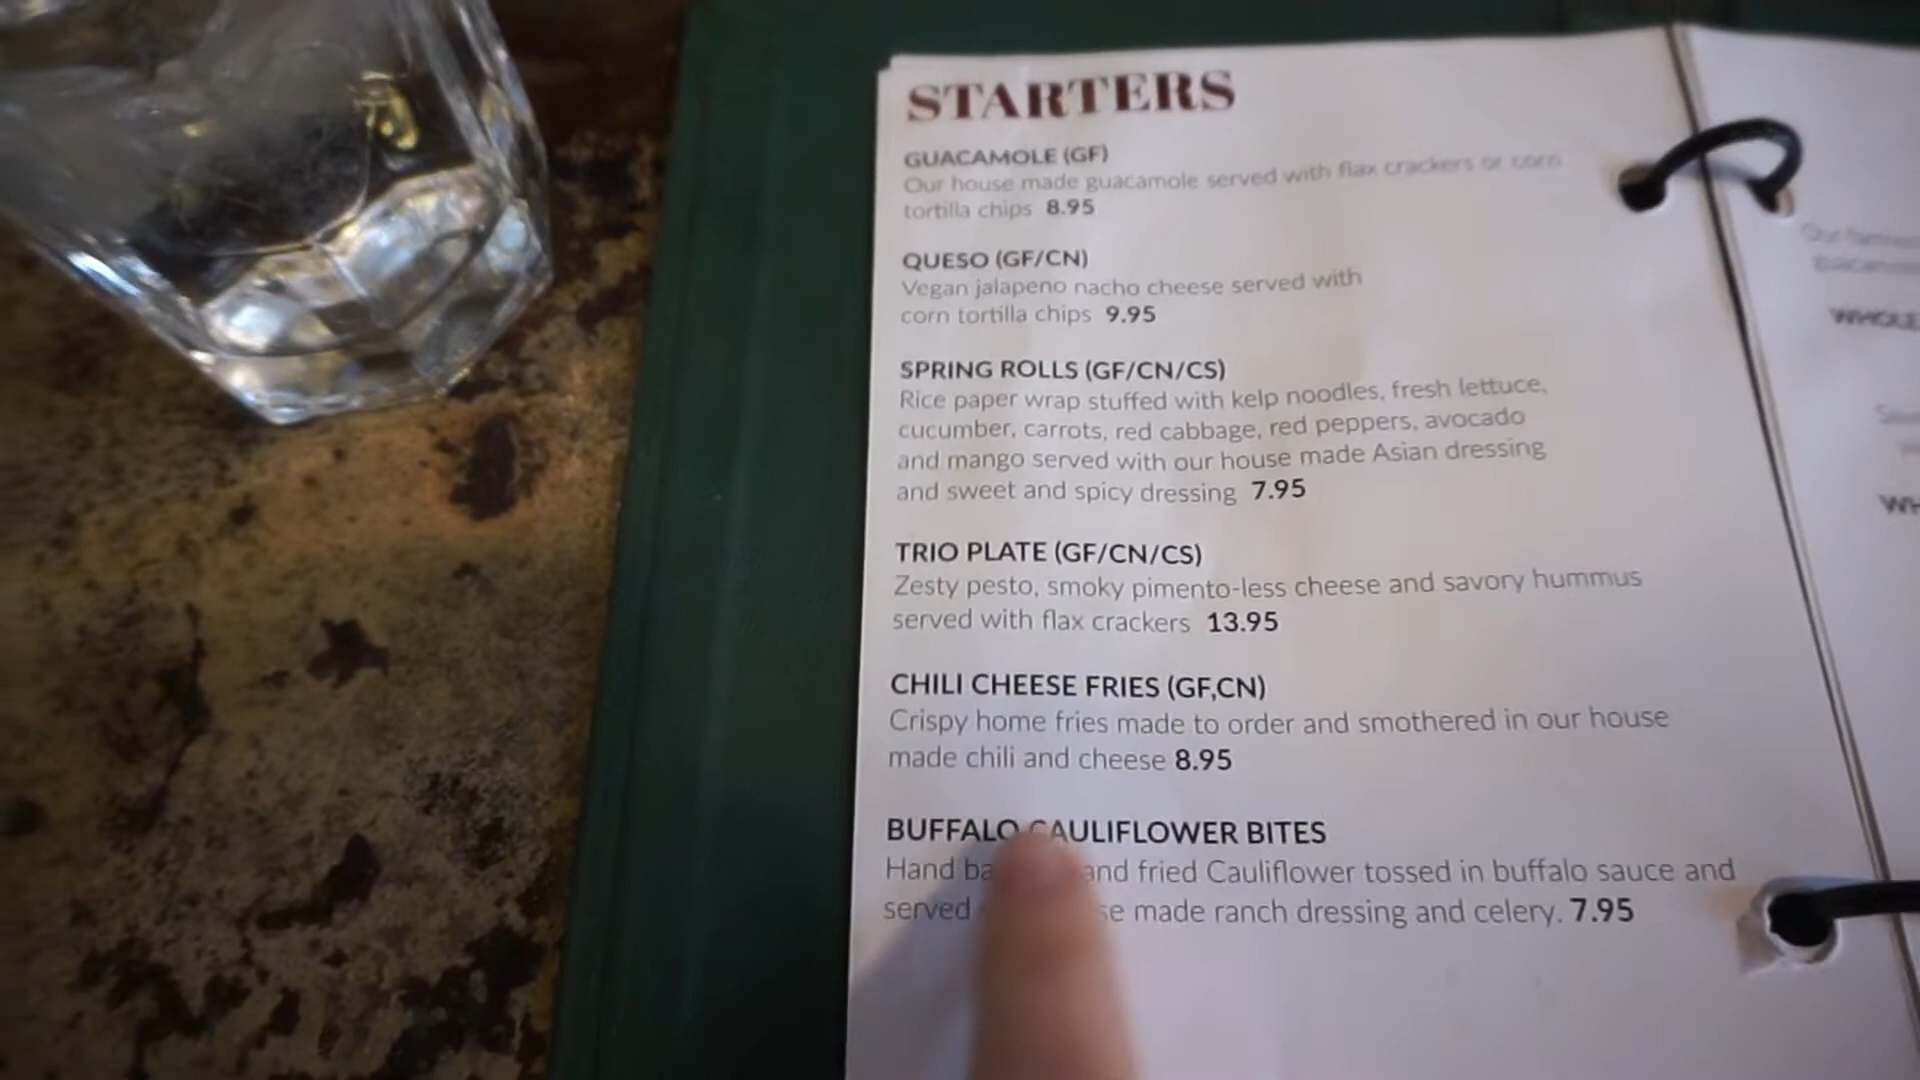 STARTERS
GUACAMOLE (GF)
Our house made guacamole served with flax crackers or corn
tortilla chips 8.95
QUESO (GF/CN)
Vegan jalapeno nacho cheese served with
corn tortilla chips 9.95
SPRING ROLLS (GF/CN/CS)
Rice paper wrap stuffed with kelp noodles, fresh lettuce,
cucumber, carrots, red cabbage, red peppers, avocado
and mango served with our house made Asian dressing
and sweet and spicy dressing 7.95
TRIO PLATE (GF/CN/CS)
Zesty pesto, smoky pimento-less cheese and savory hummus
served with flax crackers 13.95
CHILI CHEESE FRIES (GF,CN)
Crispy home fries made to order and smothered in our house
made chili and cheese 8.95
BUFFALO CAULIFLOWER BITES
Hand and fried Cauliflower tossed in buffalo sauce and
served made ranch dressing and celery. 7.95